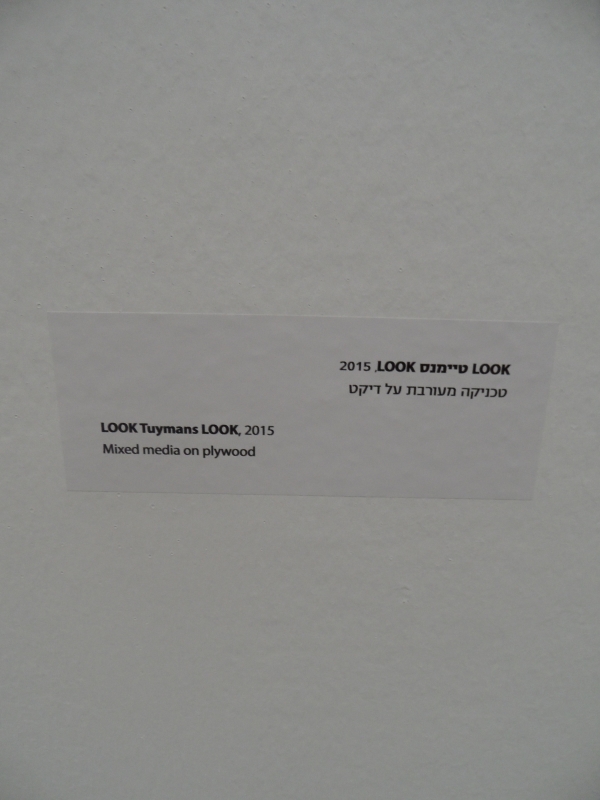 LOOK טיימנס LOOK, 2015
טכניקה מעורבת על דיקט
LOOK Tuymans LOOK, 2015
Mixed media on plywood